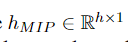 e h_{MIP} ∈ ℝ^{h×1}